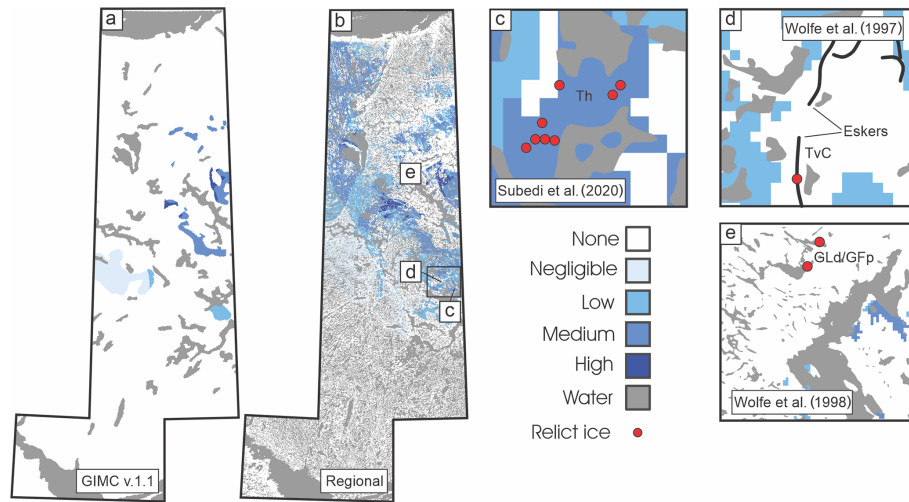 a
GIMC v.1.1
b
e
d
c
Regional
c
Th
Subedi et al. (2020)
None
Negligible
Low
Medium
High
Water
Relict ice
d
Wolfe et al. (1997)
Eskers
TvC
e
GLd/GFp
Wolfe et al. (1998)